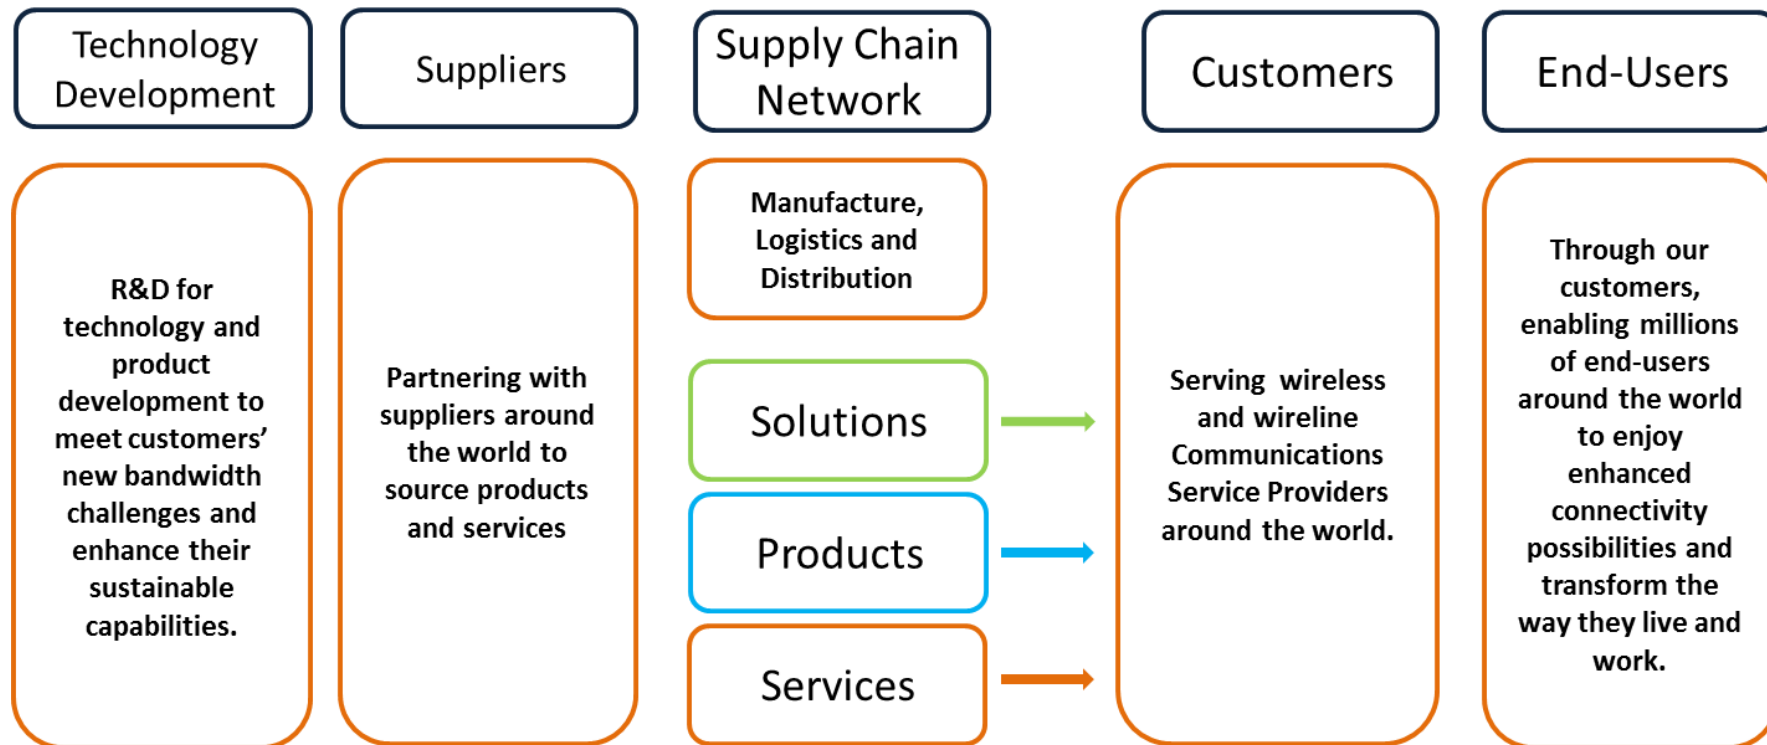 Technology
Development
Suppliers
Supply Chain
Network
Customers
End-Users
R&D for
technology and
product
development to
meet customers’
new bandwidth
challenges and
enhance their
sustainable
capabilities.
Partnering with
suppliers around
the world to
source products
and services
Manufacture,
Logistics and
Distribution
Solutions
Products
Services
Serving wireless
and wireline
Communications
Service Providers
around the world.
Through our
customers,
enabling millions
of end-users
around the world
to enjoy
enhanced
connectivity
possibilities and
transform the
way they live and
work.